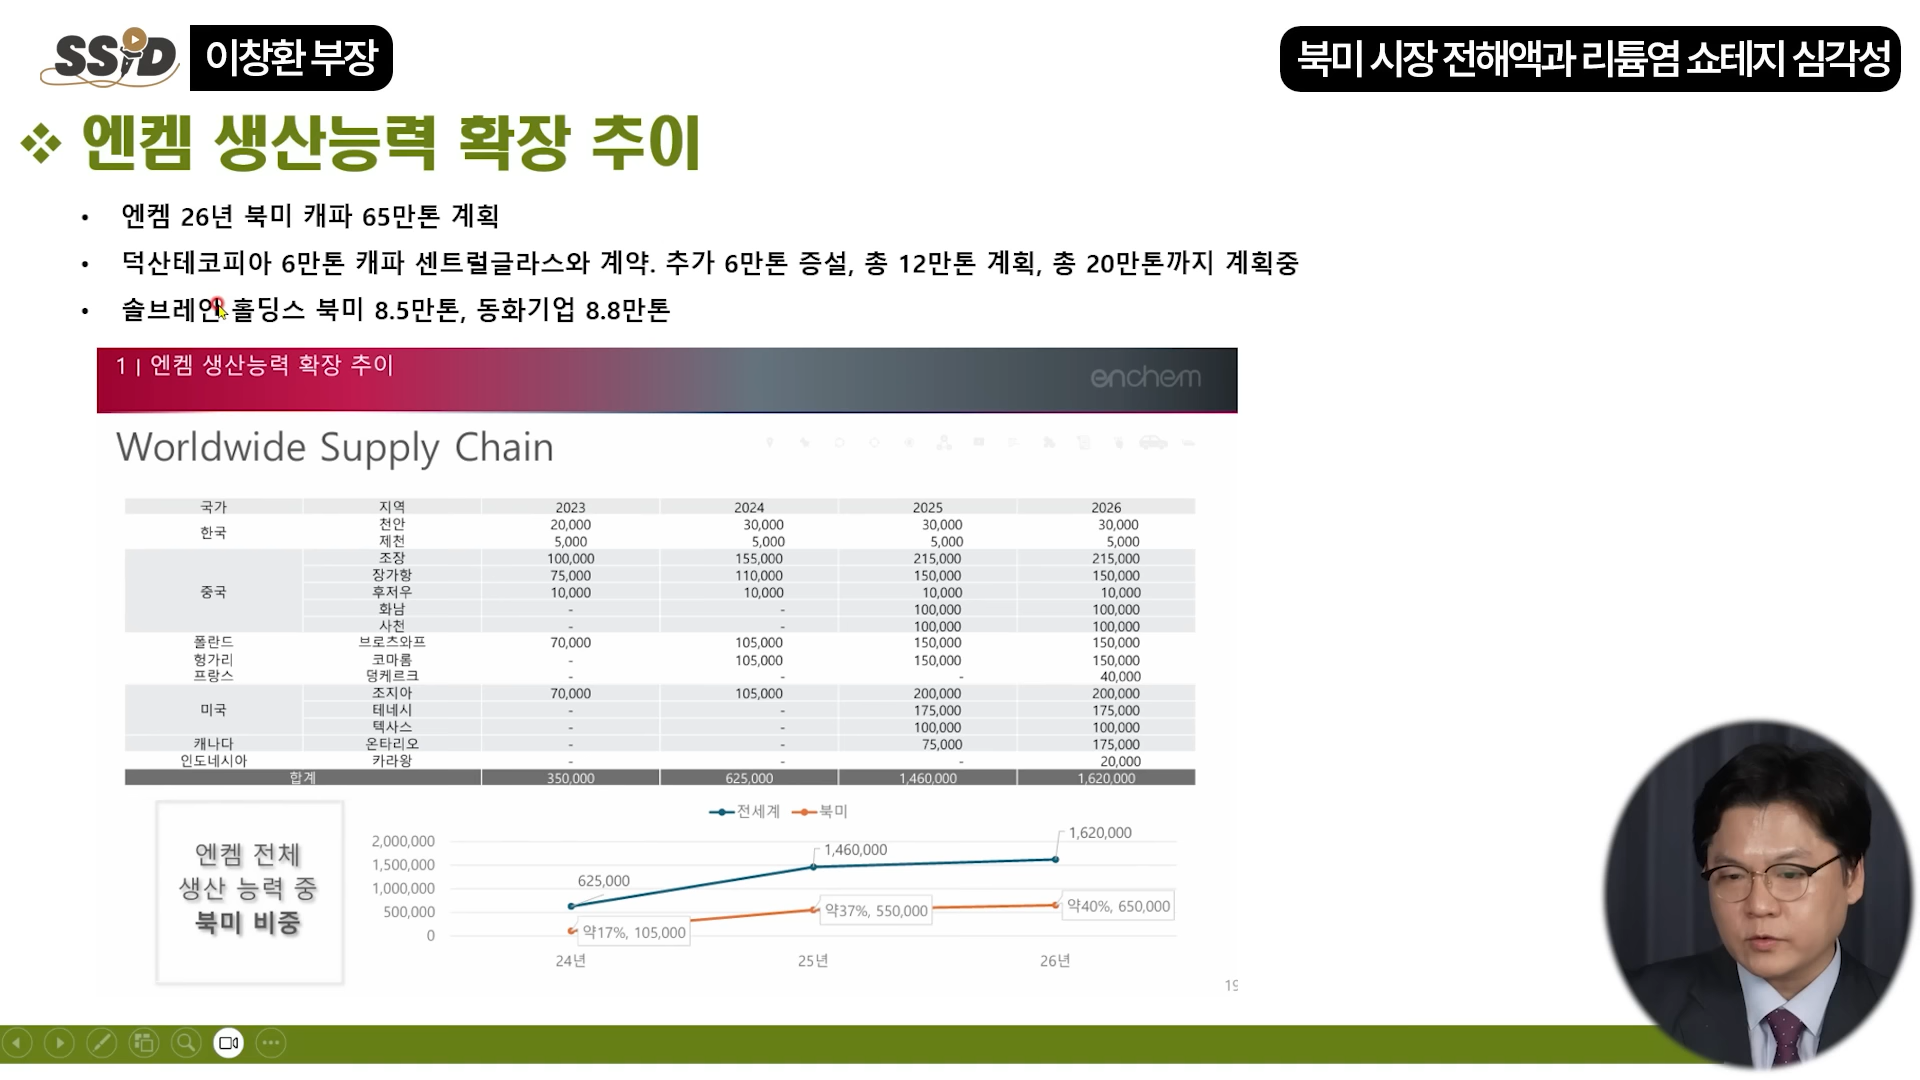 SSiD 이창환 부장
북미 시장 전해액과 리튬염 쇼테지 심각성
❖ 엔켐 생산능력 확장 추이
• 엔켐 26년 북미 캐파 65만톤 계획
• 덕산테코피아 6만톤 캐파 센트럴글라스와 계약. 추가 6만톤 증설, 총 12만톤 계획, 총 20만톤까지 계획중
• 솔브레인 홀딩스 북미 8.5만톤, 동화기업 8.8만톤
1 | 엔켐 생산능력 확장 추이
enchem
Worldwide Supply Chain
국가 지역 2023 2024 2025 2026
한국 천안 20,000 30,000 30,000 30,000
제천 5,000 5,000 5,000 5,000
중국 조장 100,000 155,000 215,000 215,000
장가항 75,000 110,000 150,000 150,000
후저우 10,000 10,000 10,000 10,000
화남 - - 100,000 100,000
사천 - - 100,000 100,000
폴란드 브로츠와프 70,000 105,000 150,000 150,000
헝가리 코마롬 - 105,000 150,000 150,000
프랑스 덩케르크 - - - 40,000
미국 조지아 70,000 105,000 200,000 200,000
테네시 - - 175,000 175,000
텍사스 - - 100,000 100,000
캐나다 온타리오 - - 75,000 175,000
인도네시아 카라왕 - - - 20,000
합계 350,000 625,000 1,460,000 1,620,000
엔켐 전체
생산 능력 중
북미 비중
전세계 북미
2,000,000
1,500,000
1,000,000
500,000
0
625,000
1,460,000
1,620,000
약17%, 105,000
약37%, 550,000
약40%, 650,000
24년 25년 26년
19